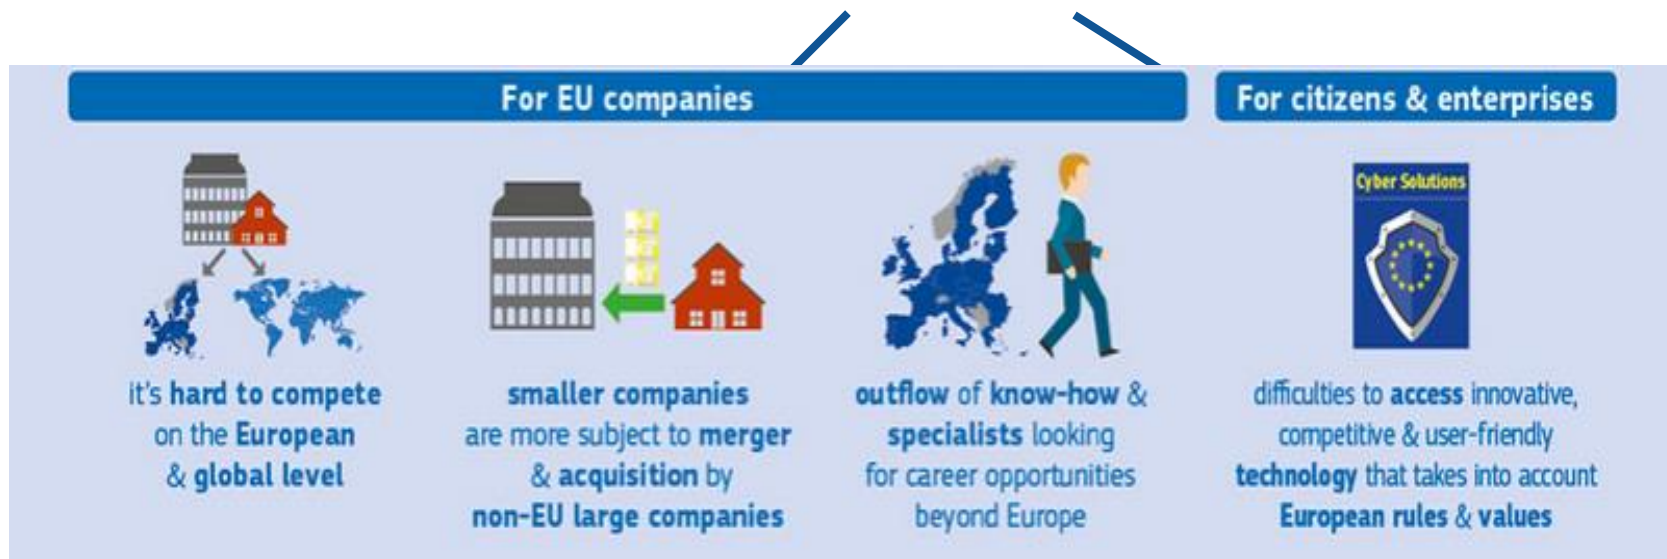 For EU companies
it's hard to compete
on the European
& global level
smaller companies
are more subject to merger
& acquisition by
non-EU large companies
outflow of know-how &
specialists looking
for career opportunities
beyond Europe
For citizens & enterprises
Cyber Solutions
difficulties to access innovative,
competitive & user-friendly
technology that takes into account
European rules & values